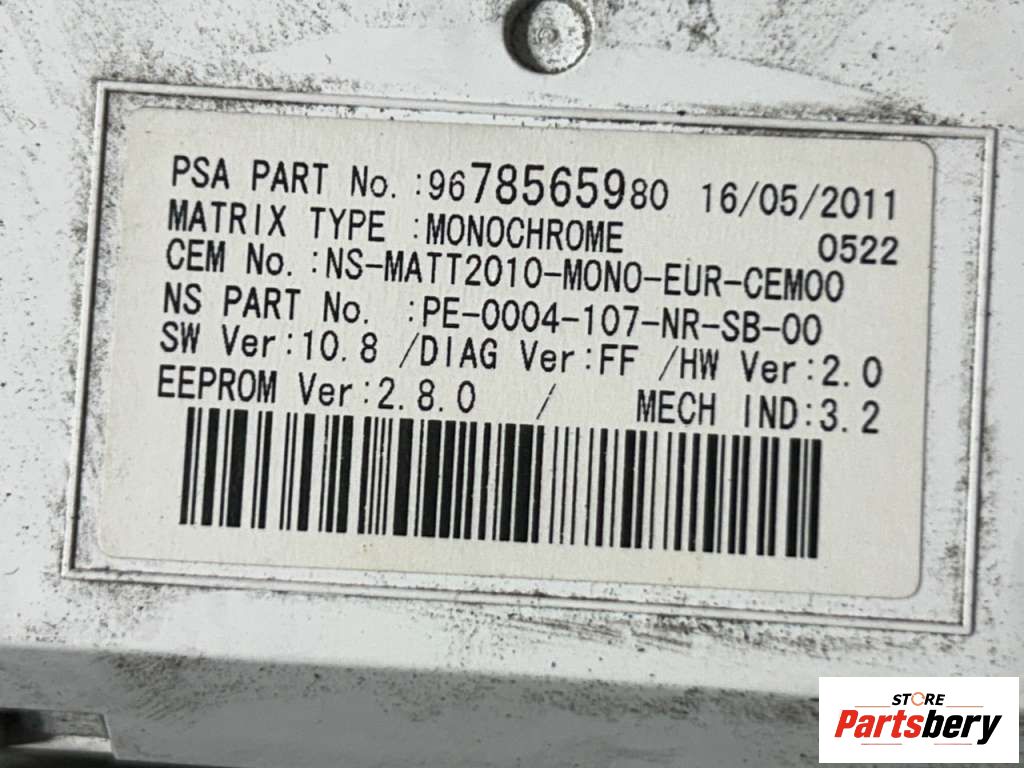 PSA PART No.:9678565980 16/05/2011
MATRIX TYPE :MONOCHROME 0522
CEM No.:NS-MATT2010-MONO-EUR-CEM00
NS PART No. :PE-0004-107-NR-SB-00
SW Ver:10.8 /DIAG Ver:FF /HW Ver:2.0
EEPROM Ver:2.8.0 / MECH IND:3.2
STORE
Partsbery